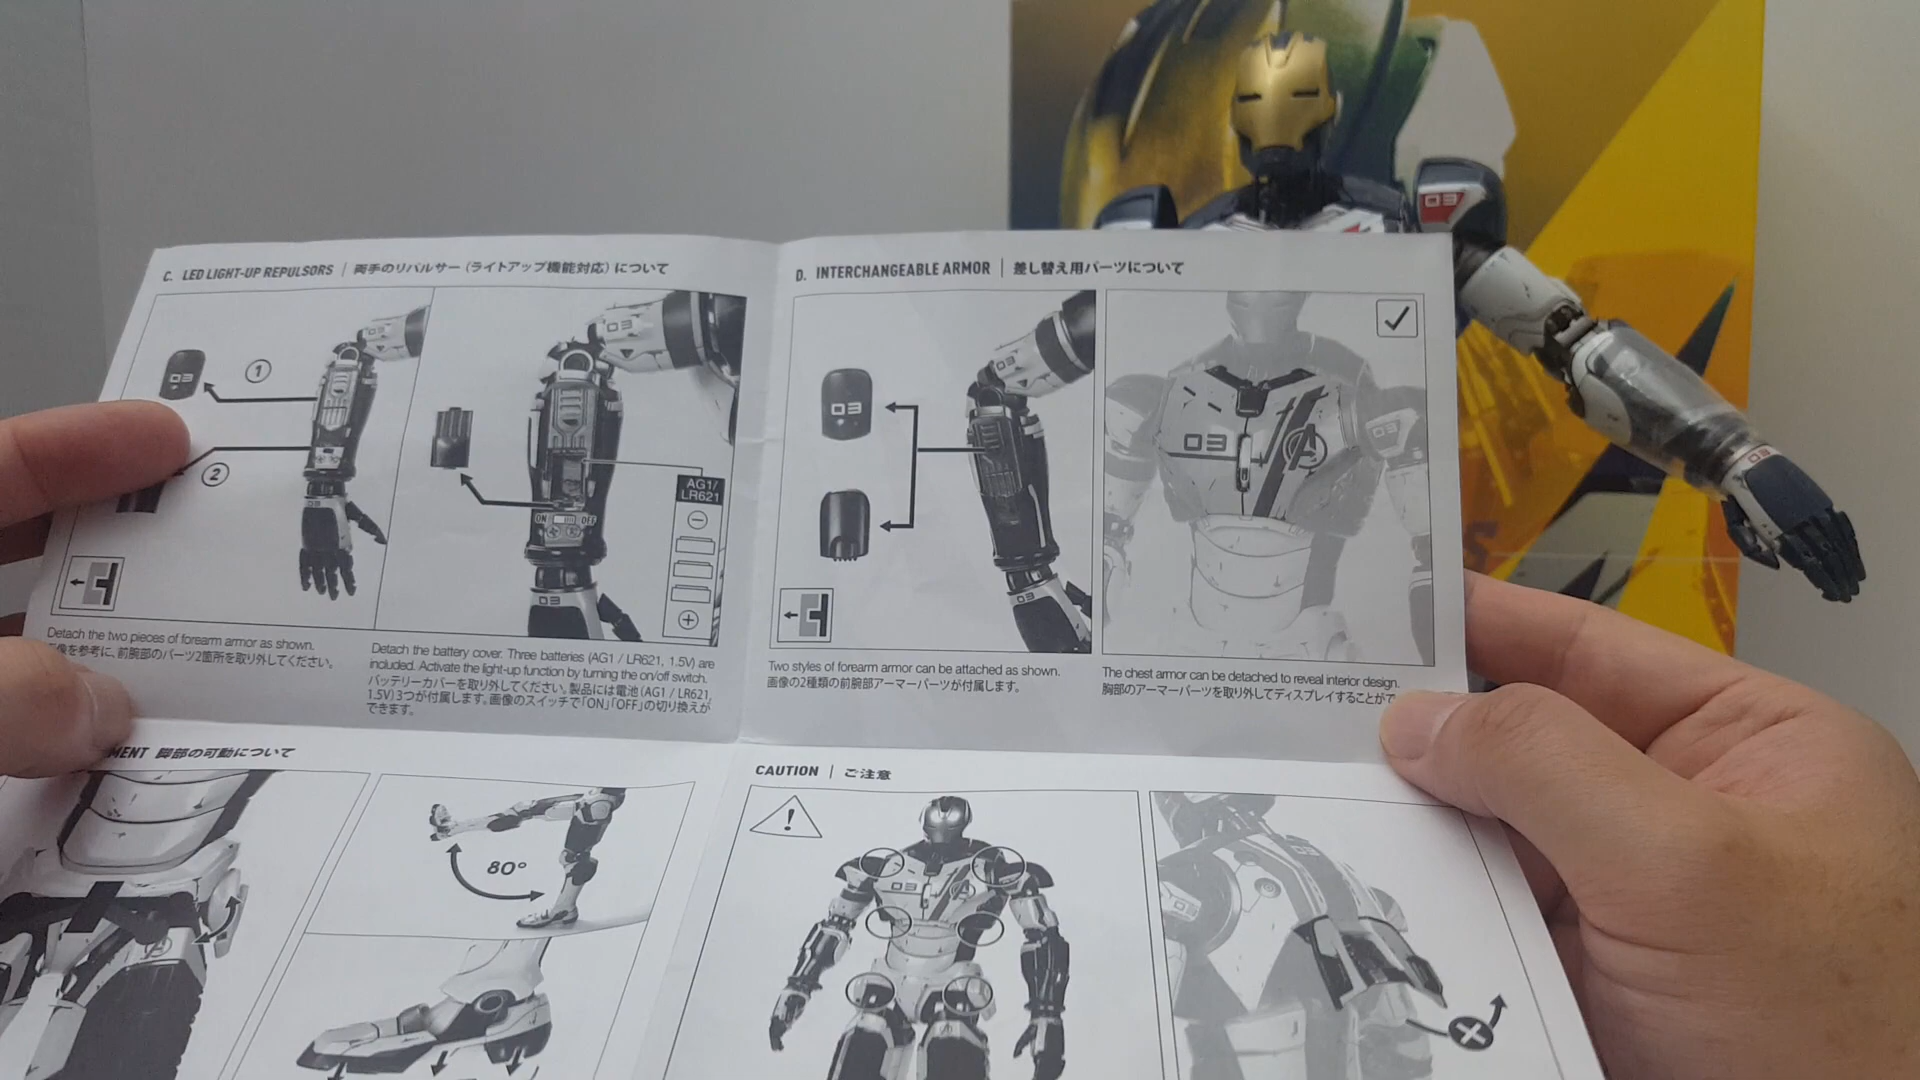 C. LED LIGHT-UP REPULSORS | 両手のリパルサー（ライトアップ機能対応）について
03
03
1
2
03
03
AG1/
LR621
ON OFF
03
Detach the two pieces of forearm armor as shown.
像を参考に、前腕部のパーツ2箇所を取り外してください。
Detach the battery cover. Three batteries (AG1 / LR621, 1.5V) are
included. Activate the light-up function by turning the on/off switch.
バッテリーカバーを取り外してください。製品には電池（AG1 / LR621,
1.5V）3つが付属します。画像のスイッチで「ON」「OFF」の切り換えが
できます。
D. INTERCHANGEABLE ARMOR | 差し替え用パーツについて
03
03
03
03
03
A
Two styles of forearm armor can be attached as shown.
画像の2種類の前腕部アーマーパーツが付属します。
The chest armor can be detached to reveal interior design.
胸部のアーマーパーツを取り外してディスプレイすることがで
MENT 脚部の可動について
80°
CAUTION | ご注意
!
03
A
03
03
03
03